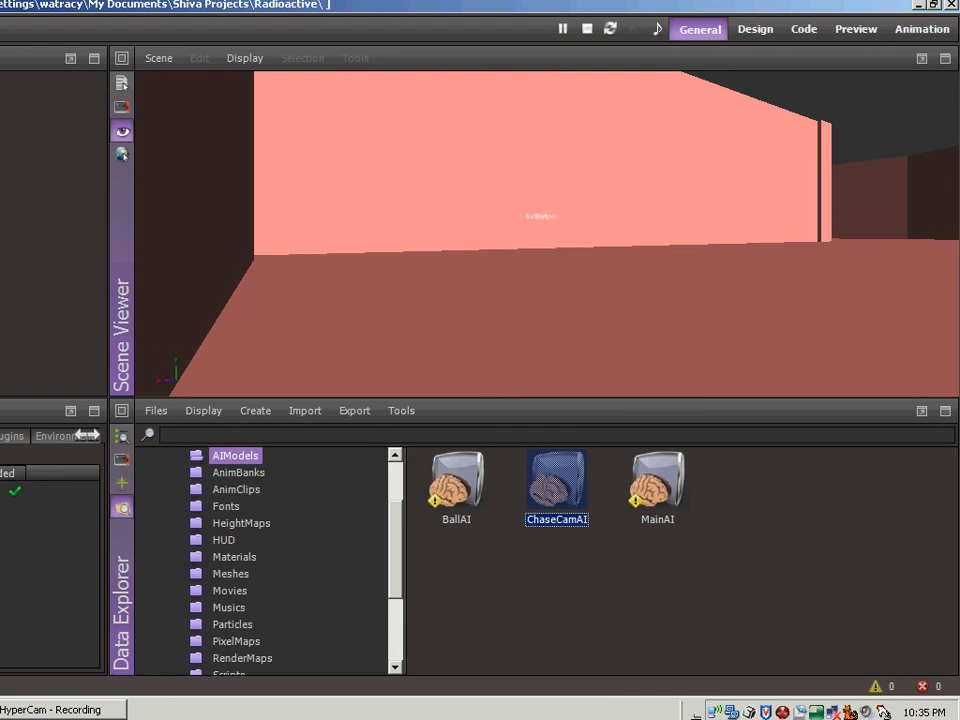 ettings\watracy\My Documents\Shiva Projects\Radioactive\ ]
General Design Code Preview Animation
Scene Edit Display Selection Tools
Scene Viewer
Files Display Create Import Export Tools
ugins Environ
ded
AIModels
AnimBanks
AnimClips
Fonts
HeightMaps
HUD
Materials
Meshes
Movies
Musics
Particles
PixelMaps
RenderMaps
Scripts
BallAI ChaseCamAI MainAI
Data Explorer
0 0
HyperCam - Recording
10:35 PM